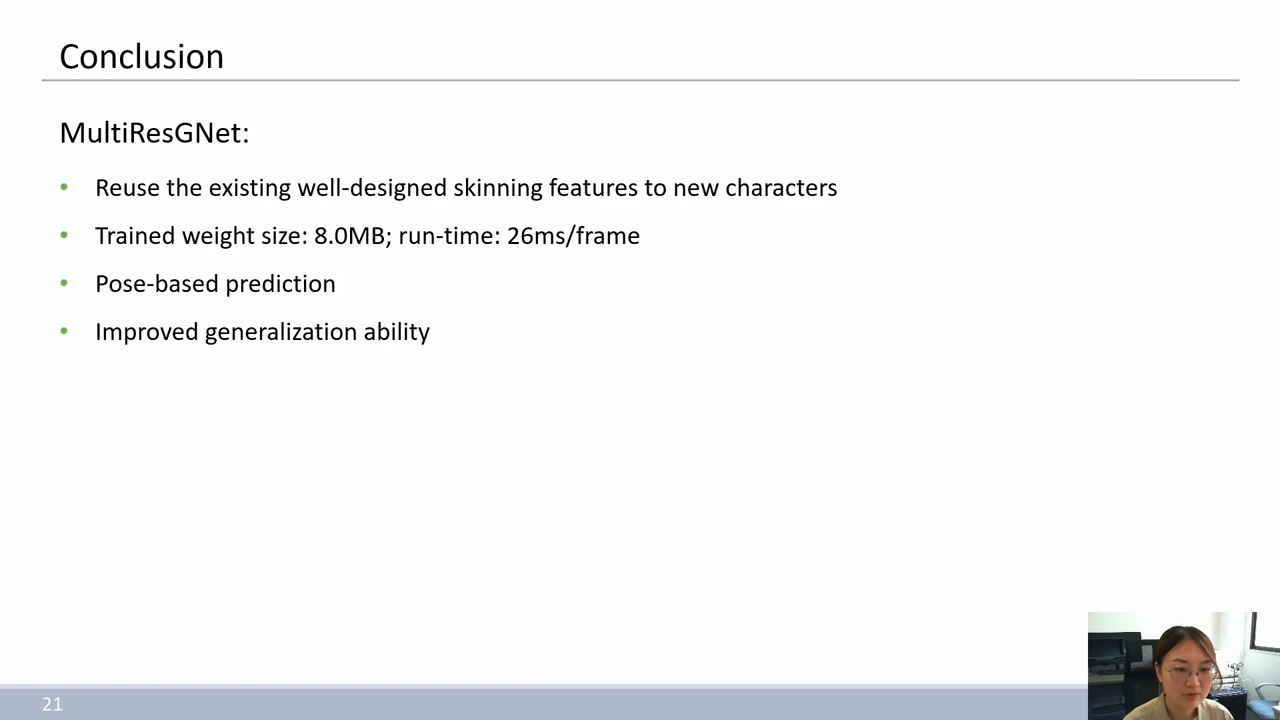 Conclusion
MultiResGNet:
• Reuse the existing well-designed skinning features to new characters
• Trained weight size: 8.0MB; run-time: 26ms/frame
• Pose-based prediction
• Improved generalization ability
21